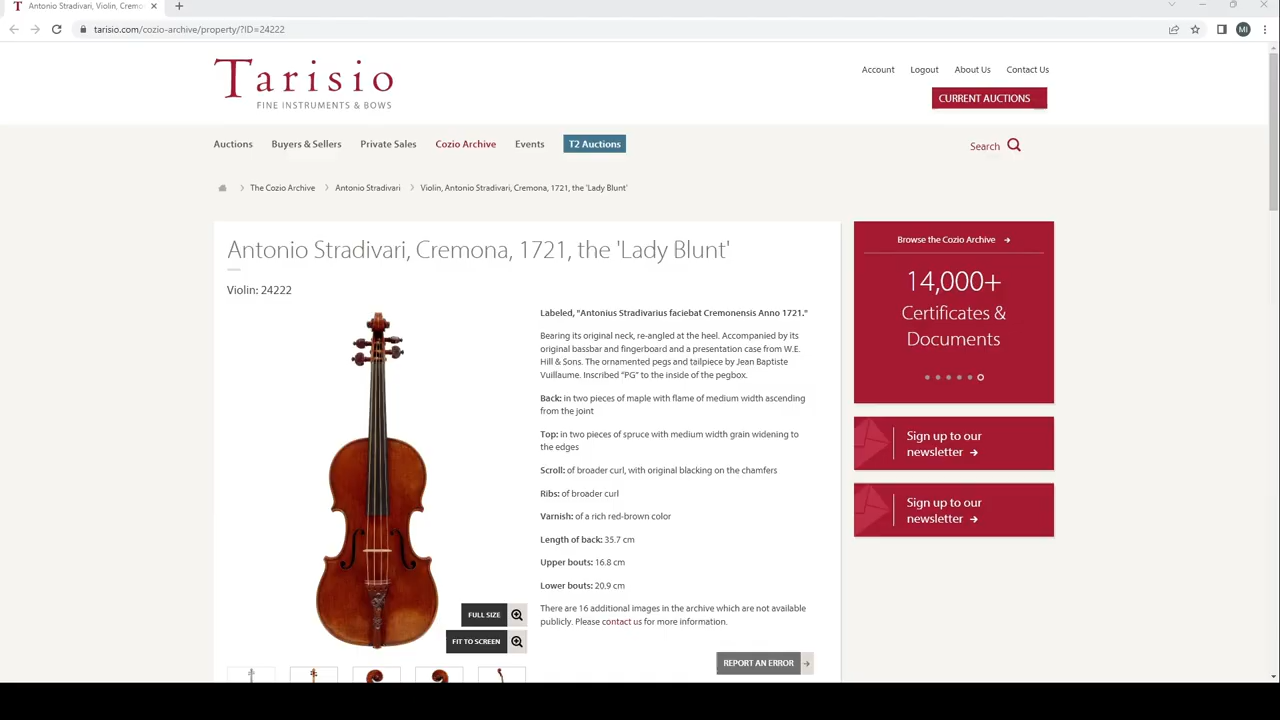 Antonio Stradivari, Violin, Cremo
tarisio.com/cozio-archive/property/?ID=24222
MI
Tarisio
FINE INSTRUMENTS & BOWS
Account Logout About Us Contact Us
CURRENT AUCTIONS
Auctions Buyers & Sellers Private Sales Cozio Archive Events T2 Auctions
Search
The Cozio Archive Antonio Stradivari Violin, Antonio Stradivari, Cremona, 1721, the 'Lady Blunt'
Antonio Stradivari, Cremona, 1721, the 'Lady Blunt'
Violin: 24222
Labeled, "Antonius Stradivarius faciebat Cremonensis Anno 1721."
Bearing its original neck, re-angled at the heel. Accompanied by its
original bassbar and fingerboard and a presentation case from W.E.
Hill & Sons. The ornamented pegs and tailpiece by Jean Baptiste
Vuillaume. Inscribed "PG" to the inside of the pegbox.
Back: in two pieces of maple with flame of medium width ascending
from the joint
Top: in two pieces of spruce with medium width grain widening to
the edges
Scroll: of broader curl, with original blacking on the chamfers
Ribs: of broader curl
Varnish: of a rich red-brown color
Length of back: 35.7 cm
Upper bouts: 16.8 cm
Lower bouts: 20.9 cm
There are 16 additional images in the archive which are not available
publicly. Please contact us for more information.
FULL SIZE
FIT TO SCREEN
REPORT AN ERROR
Browse the Cozio Archive
14,000+
Certificates &
Documents
Sign up to our
newsletter
Sign up to our
newsletter